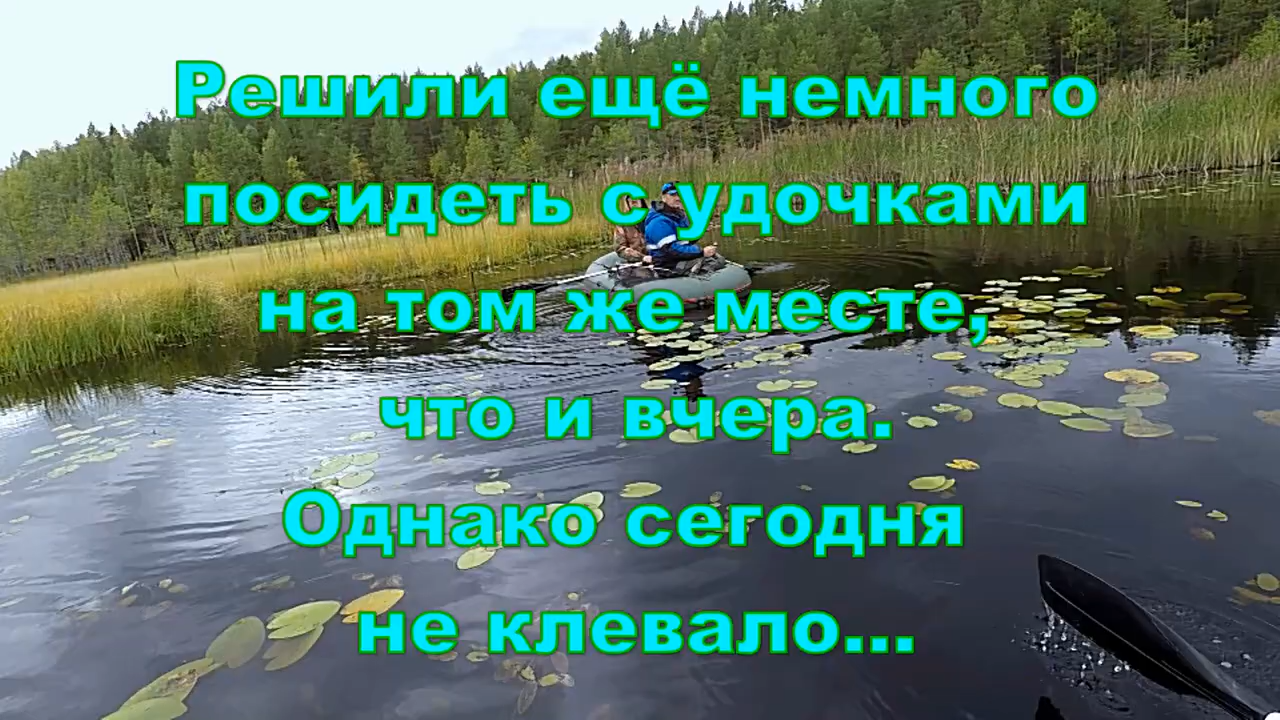 Решили ещё немного
посидеть с удочками
на том же месте,
что и вчера.
Однако сегодня
не клевало...